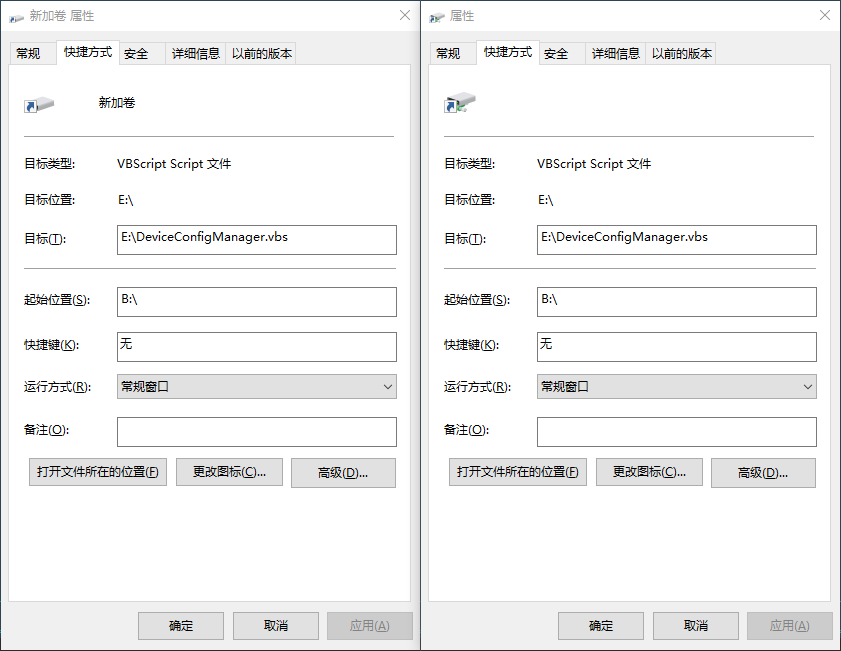 新加卷 属性
常规 快捷方式 安全 详细信息 以前的版本
新加卷
目标类型: VBScript Script 文件
目标位置: E:\
目标(T): E:\DeviceConfigManager.vbs
起始位置(S): B:\
快捷键(K): 无
运行方式(R): 常规窗口
备注(O):
打开文件所在的位置(F) 更改图标(C)... 高级(D)...
确定 取消 应用(A)
属性
常规 快捷方式 安全 详细信息 以前的版本
目标类型: VBScript Script 文件
目标位置: E:\
目标(T): E:\DeviceConfigManager.vbs
起始位置(S): B:\
快捷键(K): 无
运行方式(R): 常规窗口
备注(O):
打开文件所在的位置(F) 更改图标(C)... 高级(D)...
确定 取消 应用(A)